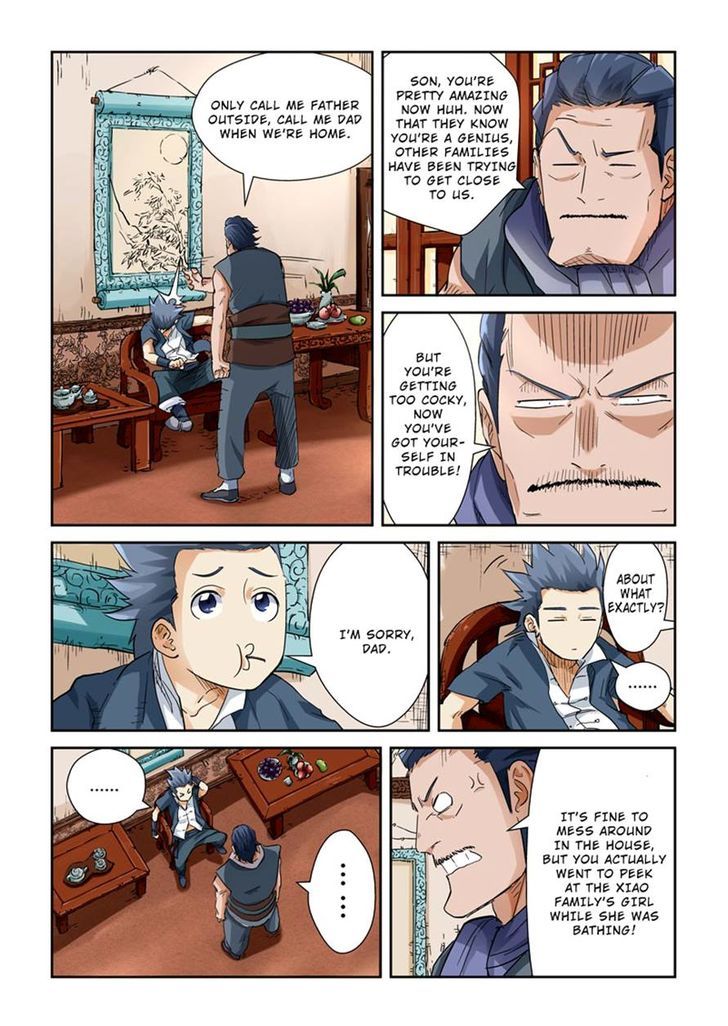 ONLY CALL ME FATHER
OUTSIDE, CALL ME DAD
WHEN WE'RE HOME.
SON, YOU'RE
PRETTY AMAZING
NOW HUH. NOW
THAT THEY KNOW
YOU'RE A GENIUS,
OTHER FAMILIES
HAVE BEEN TRYING
TO GET CLOSE
TO US.
BUT
YOU'RE
GETTING
TOO COCKY,
NOW
YOU'VE
GOT YOUR-
SELF IN
TROUBLE!
I'M SORRY,
DAD.
ABOUT
WHAT
EXACTLY?
......
......
.....
IT'S FINE TO
MESS AROUND
IN THE HOUSE,
BUT YOU ACTUALLY
WENT TO PEEK
AT THE XIAO
FAMILY'S GIRL
WHILE SHE WAS
BATHING!